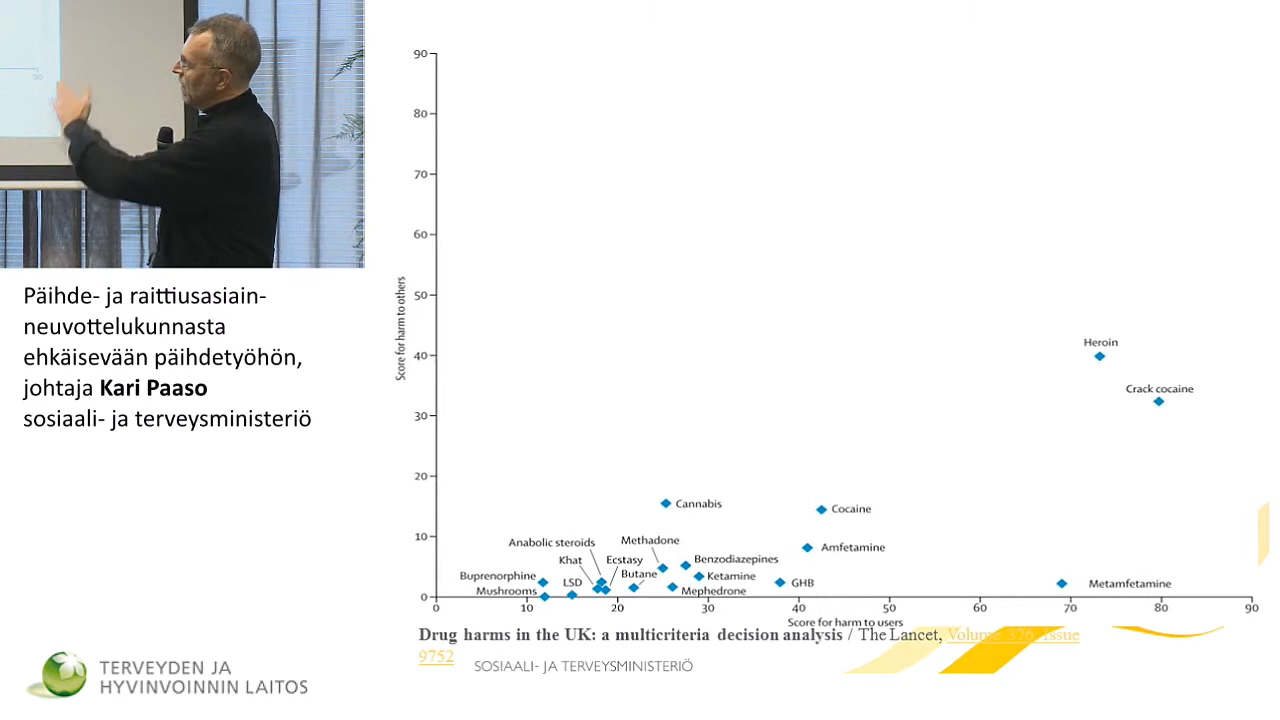 Päihde- ja raittiusasiain-
neuvottelukunnasta
ehkäisevään päihdetyöhön,
johtaja Kari Paaso
sosiaali- ja terveysministeriö
TERVEYDEN JA
HYVINVOINNIN LAITOS
Score for harm to others
90
80
70
60
50
40
30
20
10
0
Heroin
Crack cocaine
Cannabis
Cocaine
Methadone
Amfetamine
Anabolic steroids
Khat
Ecstasy
Benzodiazepines
Buprenorphine
LSD
Butane
Ketamine
GHB
Metamfetamine
Mushrooms
Mephedrone
0 10 20 30 40 50 60 70 80 90
Score for harm to users
Drug harms in the UK: a multicriteria decision analysis / The Lancet, Volume 376, Issue
9752
SOSIAALI- JA TERVEYSMINISTERIÖ